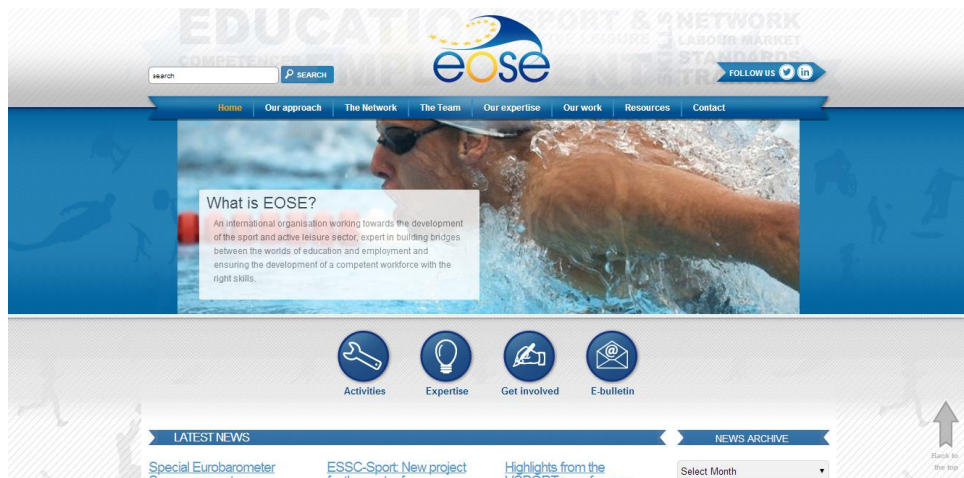 EDUCATION SPORT & SKILLS NETWORK
ACTIVE LEISURE LABOUR MARKET
COMPETENCES STANDARDS
eose
search
SEARCH
FOLLOW US
Home Our approach The Network The Team Our expertise Our work Resources Contact
What is EOSE?
An international organisation working towards the development
of the sport and active leisure sector, expert in building bridges
between the worlds of education and employment and
ensuring the development of a competent workforce with the
right skills.
Activities Expertise Get involved E-bulletin
LATEST NEWS
NEWS ARCHIVE
Special Eurobarometer
ESSC-Sport: New project
Highlights from the
Select Month
Back to
the top